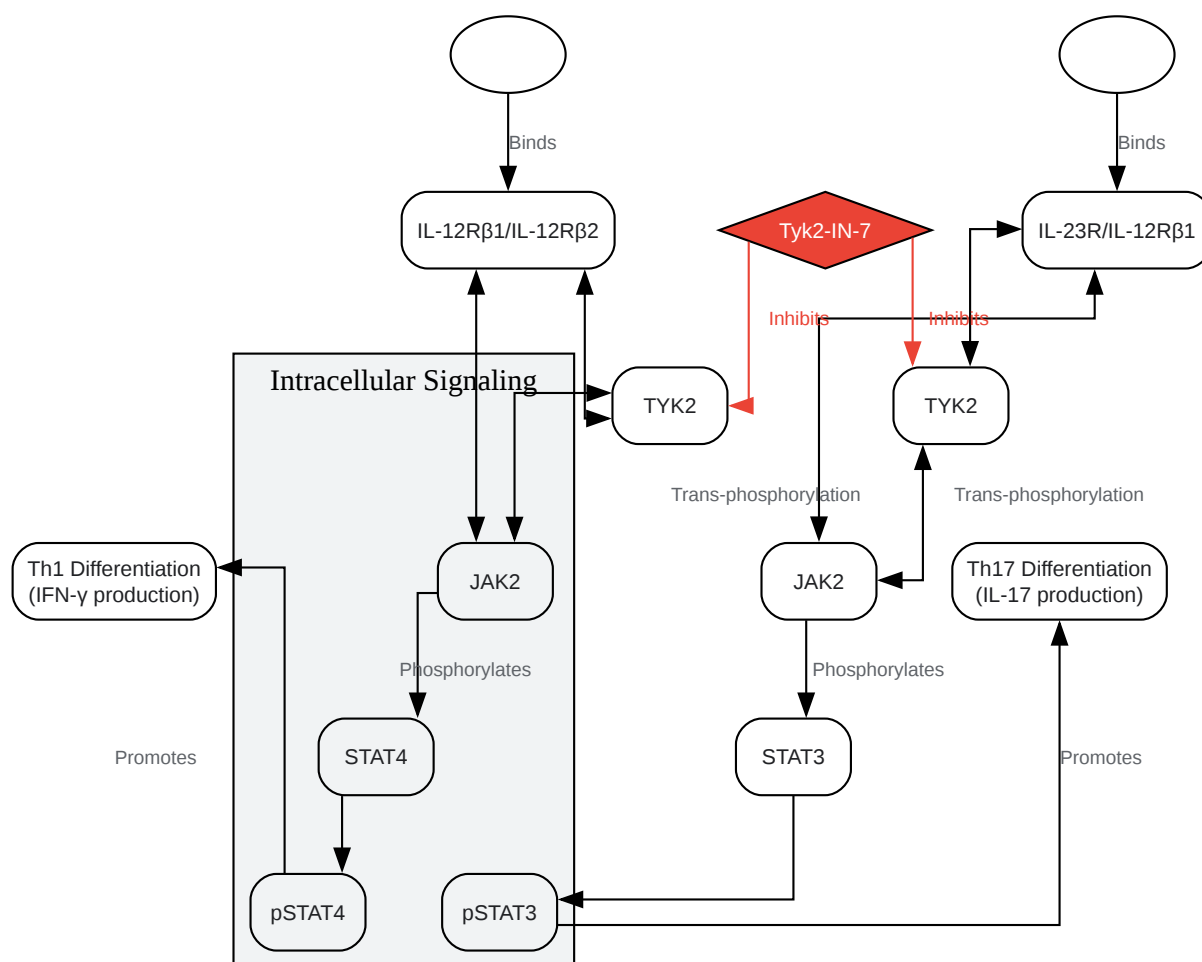 Binds
Binds
IL-12Rβ1/IL-12Rβ2
Tyk2-IN-7
IL-23R/IL-12Rβ1
Inhibits
Inhibits
Intracellular Signaling
TYK2
TYK2
Trans-phosphorylation
Trans-phosphorylation
Th1 Differentiation
(IFN-γ production)
JAK2
JAK2
Th17 Differentiation
(IL-17 production)
Phosphorylates
Phosphorylates
Promotes
STAT4
STAT3
Promotes
pSTAT4
pSTAT3